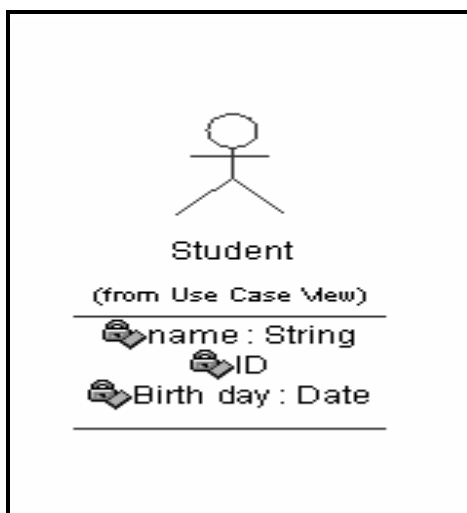 Student
(from Use Case View)
name : String
ID
Birth day : Date